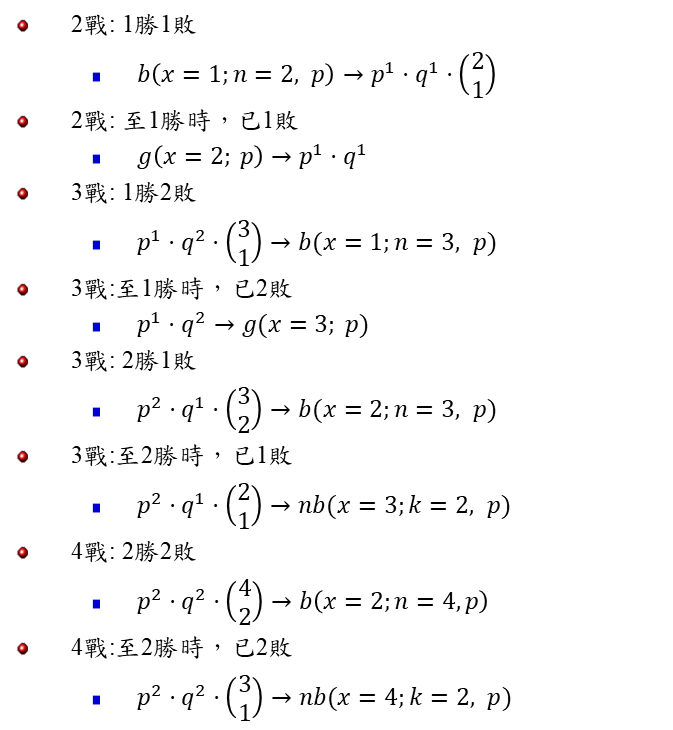 2戰: 1勝1敗
b(x = 1; n = 2, p) → p¹ · q¹ · (2 1)
2戰: 至1勝時，已1敗
g(x = 2; p) → p¹ · q¹
3戰: 1勝2敗
p¹ · q² · (3 1) → b(x = 1; n = 3, p)
3戰:至1勝時，已2敗
p¹ · q² → g(x = 3; p)
3戰: 2勝1敗
p² · q¹ · (3 2) → b(x = 2; n = 3, p)
3戰:至2勝時，已1敗
p² · q¹ · (2 1) → nb(x = 3; k = 2, p)
4戰: 2勝2敗
p² · q² · (4 2) → b(x = 2; n = 4, p)
4戰:至2勝時，已2敗
p² · q² · (3 1) → nb(x = 4; k = 2, p)